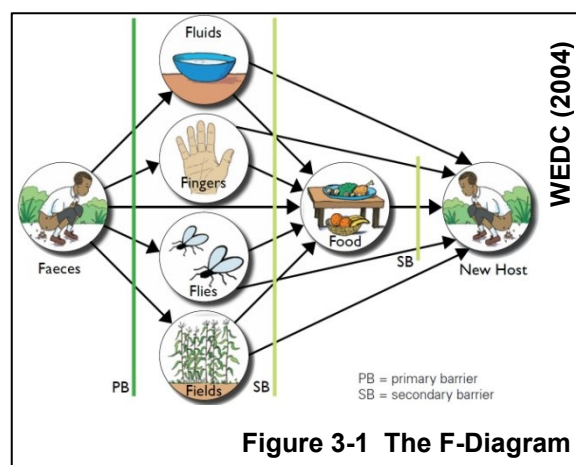 Fluids
WEDC (2004)
Fingers
Faeces
Food
New Host
Flies
Fields
PB
SB
SB
PB = primary barrier
SB = secondary barrier
Figure 3-1 The F-Diagram